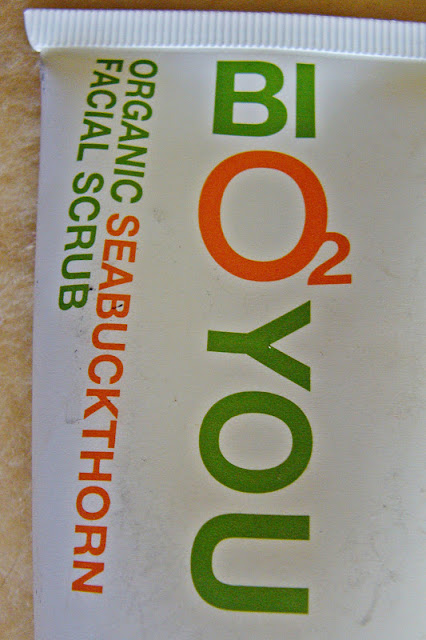 BIO2YOU
ORGANIC SEABUCKTHORN
FACIAL SCRUB